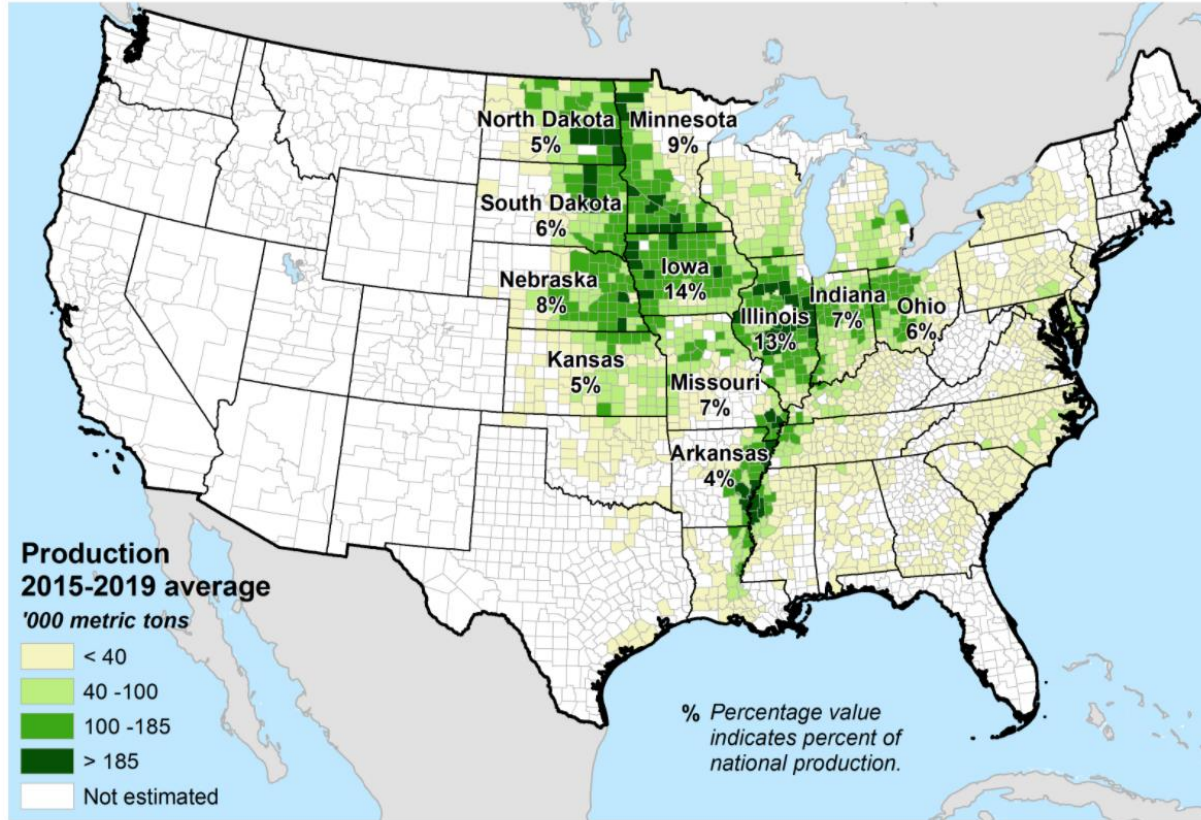 North Dakota
5%
Minnesota
9%
South Dakota
6%
Nebraska
8%
Iowa
14%
Illinois
13%
Indiana
7%
Ohio
6%
Kansas
5%
Missouri
7%
Arkansas
4%
Production
2015-2019 average
'000 metric tons
< 40
40 -100
100 -185
> 185
Not estimated
% Percentage value
indicates percent of
national production.